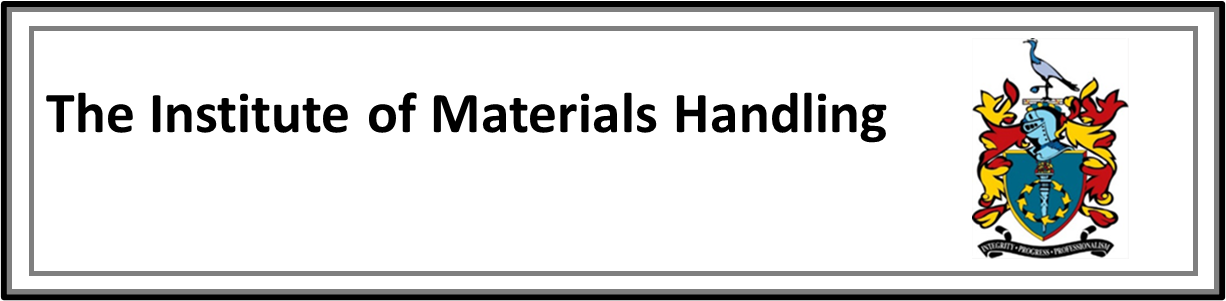 The Institute of Materials Handling
INTEGRITY • PROGRESS • PROFESSIONALISM